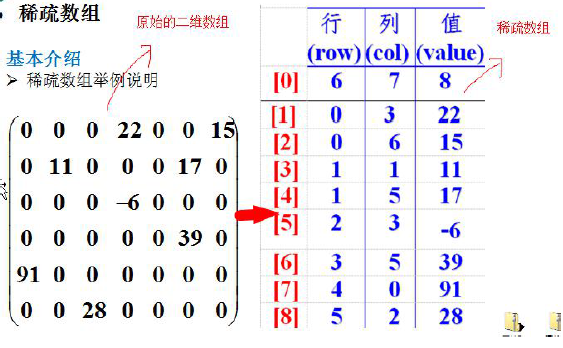 稀疏数组
原始的二维数组
基本介绍
➢ 稀疏数组举例说明
0 0 0 22 0 0 15
0 11 0 0 0 17 0
0 0 0 –6 0 0 0
0 0 0 0 0 39 0
91 0 0 0 0 0 0
0 0 28 0 0 0 0
行 列 值
(row) (col) (value)
稀疏数组
[0] 6 7 8
[1] 0 3 22
[2] 0 6 15
[3] 1 1 11
[4] 1 5 17
[5] 2 3 -6
[6] 3 5 39
[7] 4 0 91
[8] 5 2 28